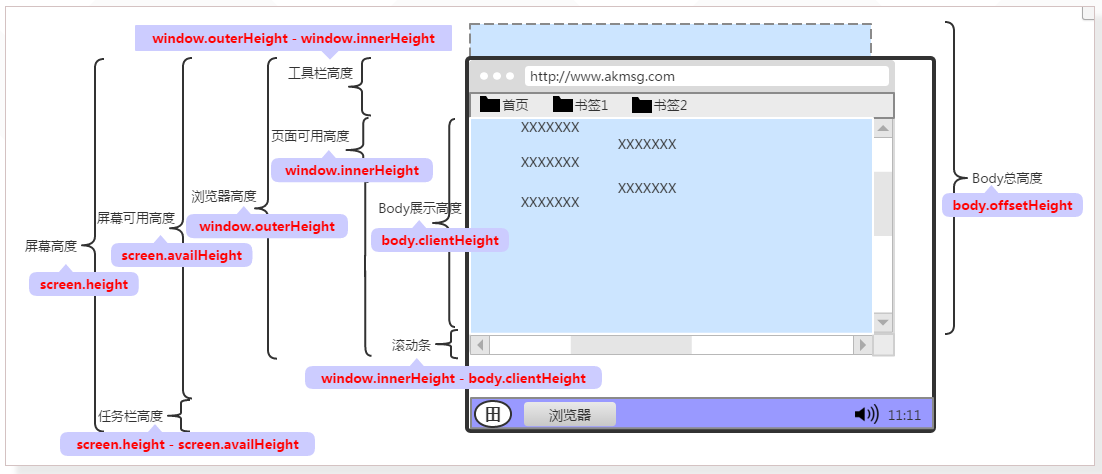 window.outerHeight - window.innerHeight
工具栏高度
http://www.akmsg.com
首页 书签1 书签2
页面可用高度
window.innerHeight
XXXXXXX
XXXXXXX
XXXXXXX
XXXXXXX
XXXXXXX
Body总高度
body.offsetHeight
浏览器高度
window.outerHeight
Body展示高度
body.clientHeight
屏幕可用高度
screen.availHeight
屏幕高度
screen.height
滚动条
window.innerHeight - body.clientHeight
任务栏高度
screen.height - screen.availHeight
田 浏览器 11:11